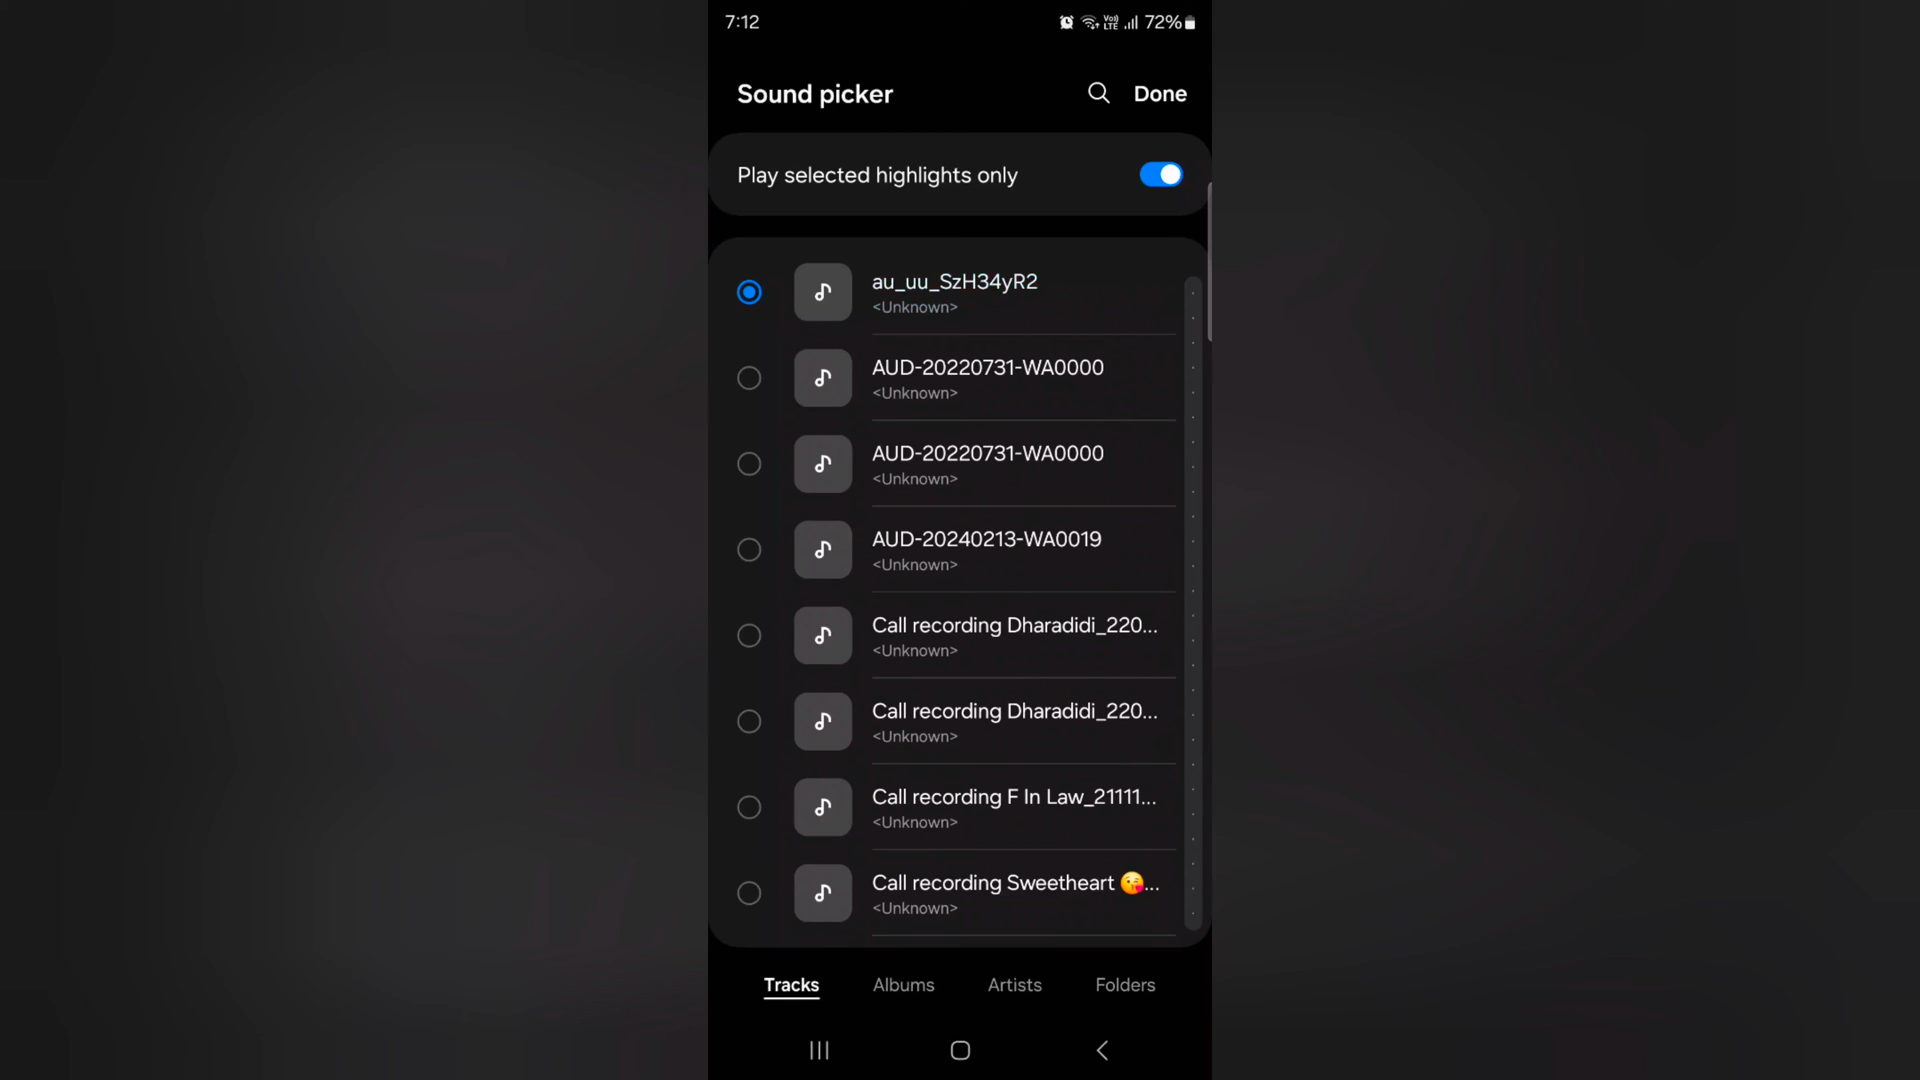 7:12
Vo) LTE 72%
Sound picker
Done
Play selected highlights only
au_uu_SzH34yR2
<Unknown>
AUD-20220731-WA0000
<Unknown>
AUD-20220731-WA0000
<Unknown>
AUD-20240213-WA0019
<Unknown>
Call recording Dharadidi_220...
<Unknown>
Call recording Dharadidi_220...
<Unknown>
Call recording F In Law_21111...
<Unknown>
Call recording Sweetheart 😘...
<Unknown>
Tracks Albums Artists Folders